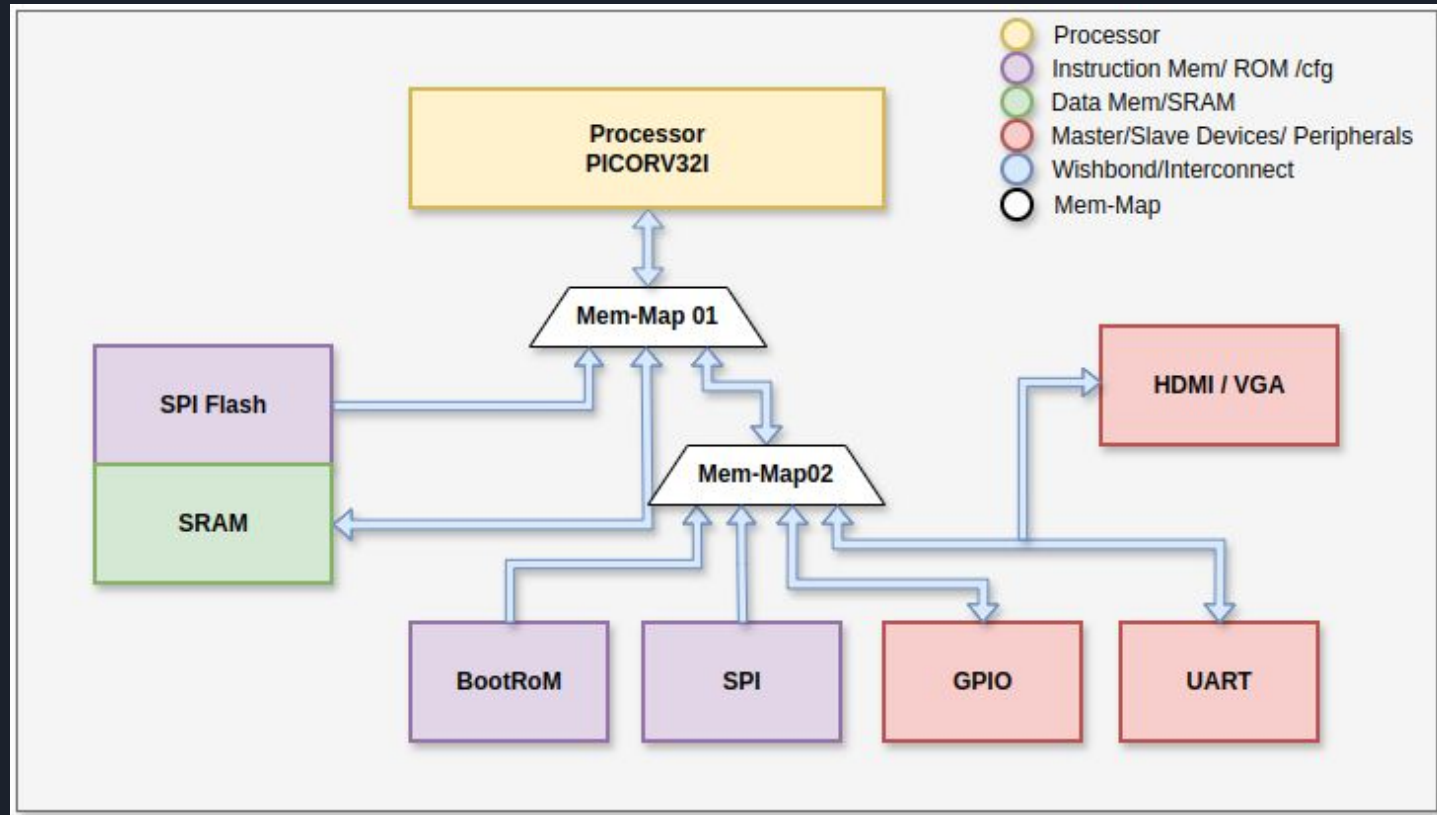 Processor
Instruction Mem/ ROM /cfg
Data Mem/SRAM
Master/Slave Devices/ Peripherals
Wishbond/Interconnect
Mem-Map
Processor
PICORV32I
Mem-Map 01
SPI Flash
HDMI / VGA
Mem-Map02
SRAM
BootRoM
SPI
GPIO
UART